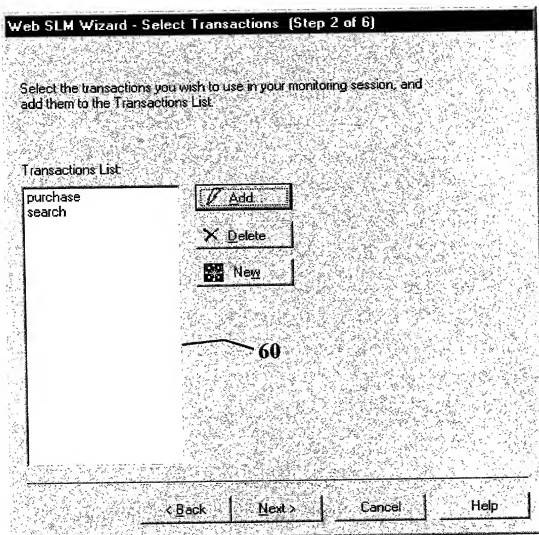 Web SLM Wizard - Select Transactions (Step 2 of 6)
Select the transactions you wish to use in your monitoring session, and
add them to the Transactions List.
Transactions List:
purchase
search
Add
Delete
New
60
< Back
Next >
Cancel
Help